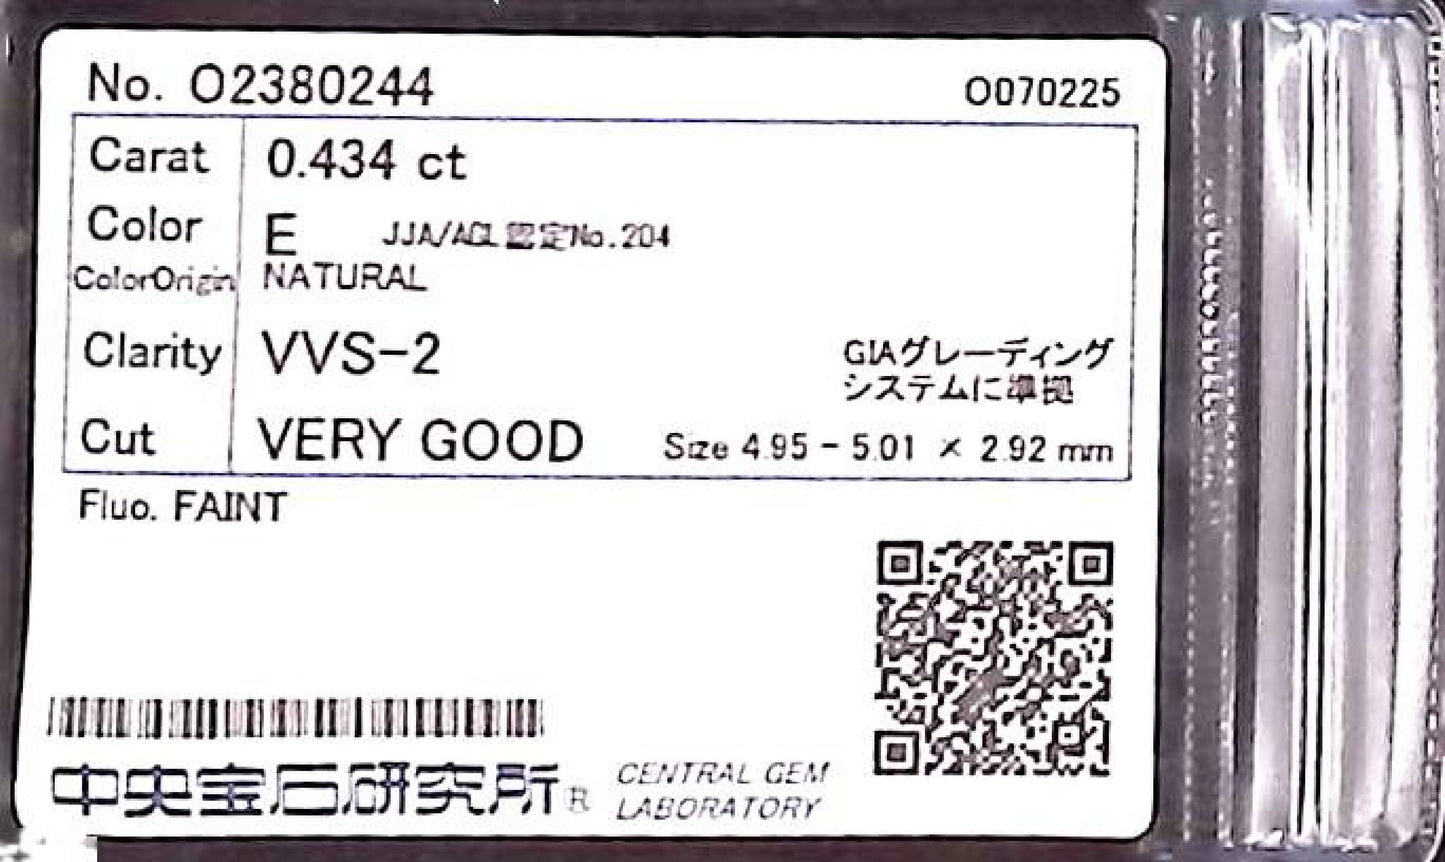 No. O2380244 O070225
Carat 0.434 ct
Color E JJA/AGL認定No.204
ColorOrigin NATURAL
Clarity VVS-2 GIAグレーディング
システムに準拠
Cut VERY GOOD Size 4.95 - 5.01 × 2.92 mm
Fluo. FAINT
中央宝石研究所® CENTRAL GEM
LABORATORY